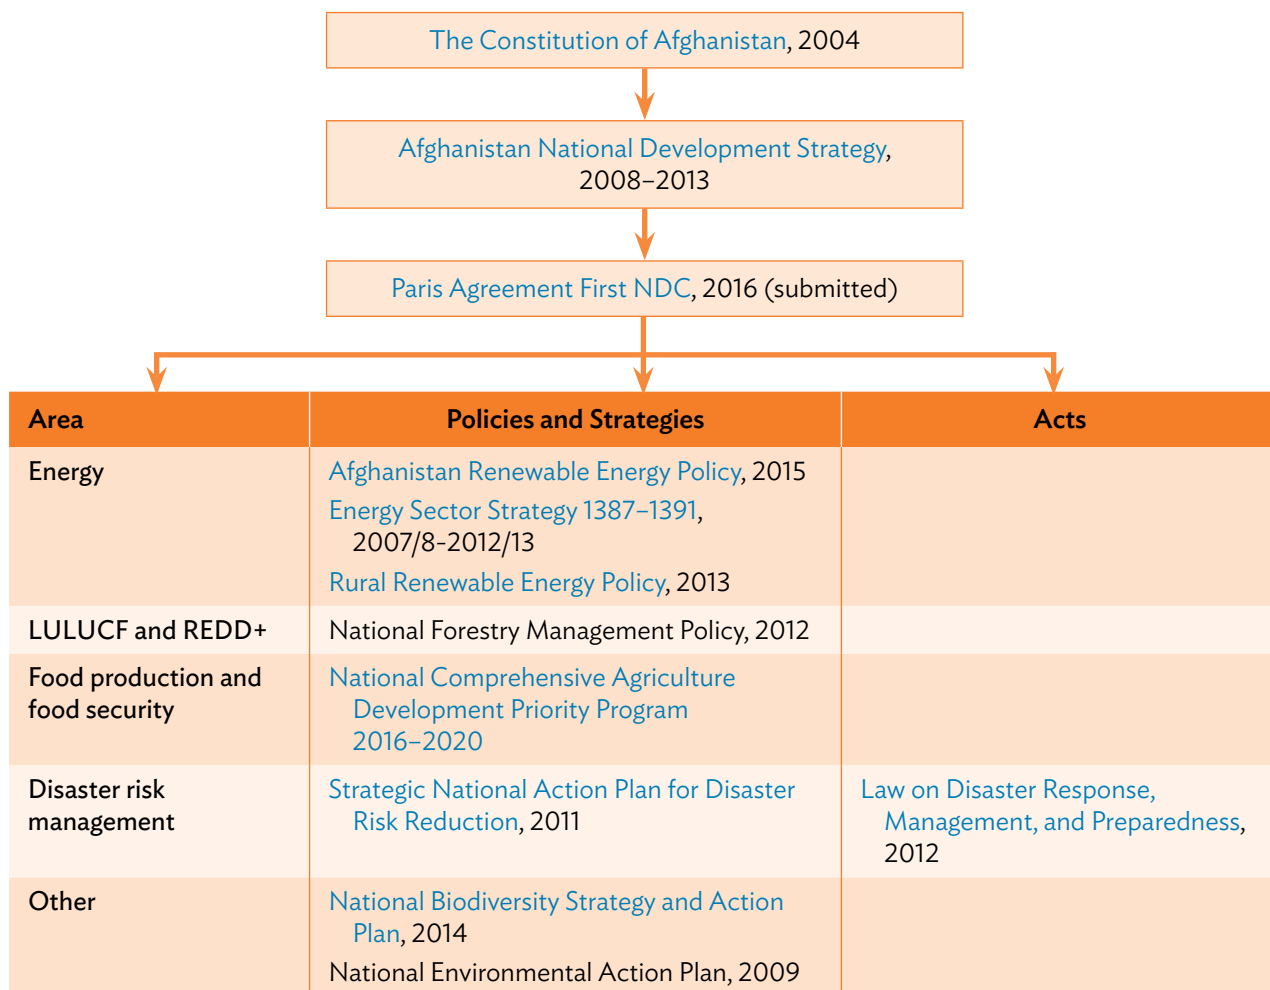 The Constitution of Afghanistan, 2004
Afghanistan National Development Strategy,
2008–2013
Paris Agreement First NDC, 2016 (submitted)
Area
Policies and Strategies
Acts
Energy
Afghanistan Renewable Energy Policy, 2015
Energy Sector Strategy 1387–1391,
2007/8-2012/13
Rural Renewable Energy Policy, 2013
LULUCF and REDD+
National Forestry Management Policy, 2012
Food production and
food security
National Comprehensive Agriculture
Development Priority Program
2016–2020
Disaster risk
management
Strategic National Action Plan for Disaster
Risk Reduction, 2011
Law on Disaster Response,
Management, and Preparedness,
2012
Other
National Biodiversity Strategy and Action
Plan, 2014
National Environmental Action Plan, 2009